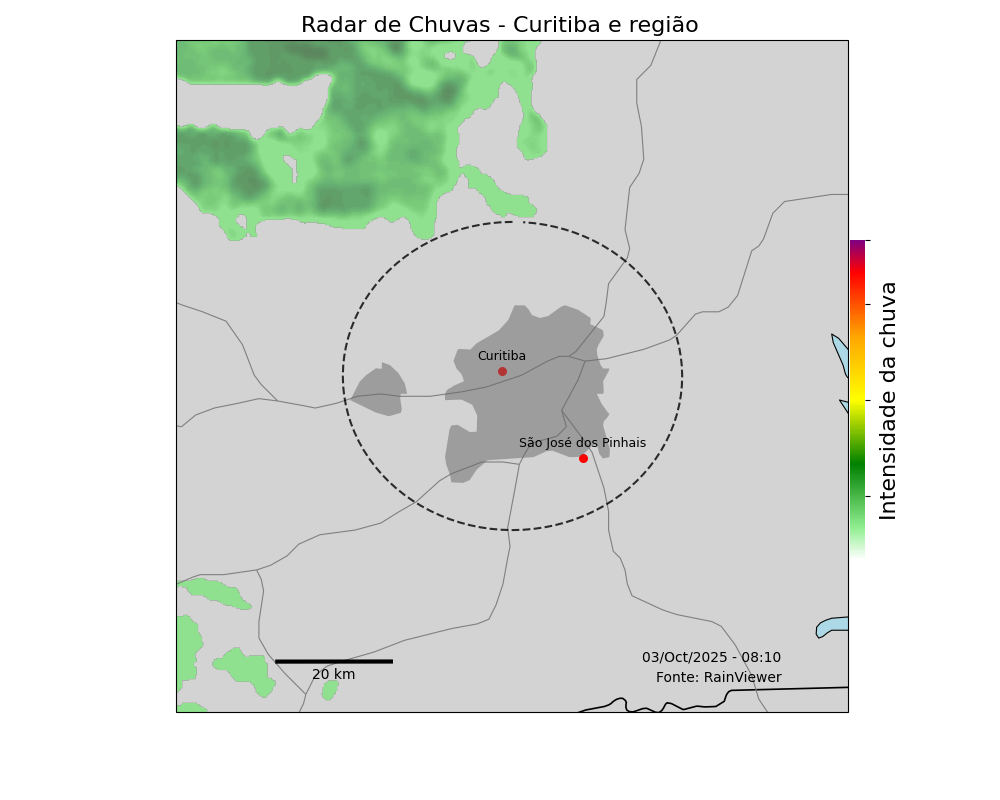 Radar de Chuvas - Curitiba e região
Curitiba
São José dos Pinhais
Intensidade da chuva
20 km
03/Oct/2025 - 08:10
Fonte: RainViewer